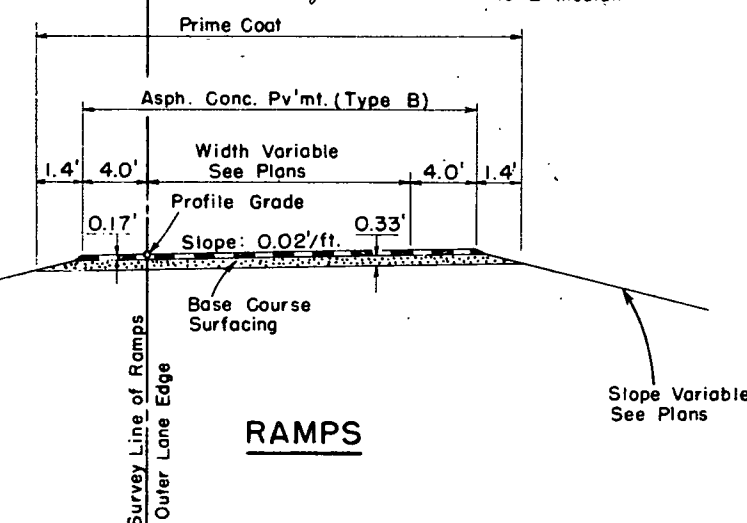 Median
Prime Coat
Asph. Conc. Pv'mt. (Type B)
Width Variable
See Plans
1.4' 4.0' 4.0' 1.4'
Profile Grade
0.17' 0.33'
Slope: 0.02'/ft.
Base Course
Surfacing
Survey Line of Ramps
Outer Lane Edge
RAMPS
Slope Variable
See Plans